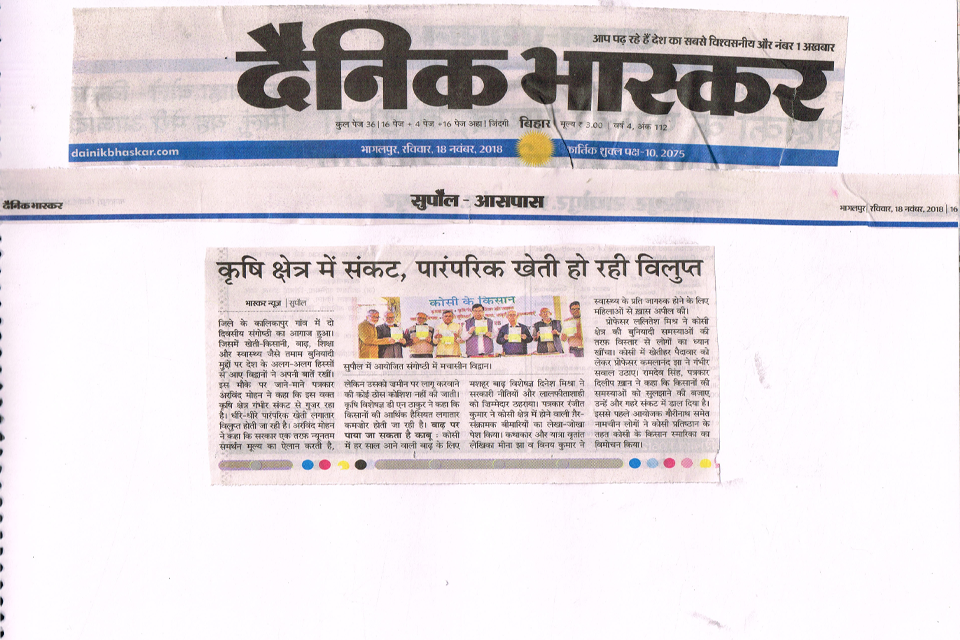 आप पढ़ रहे हैं देश का सबसे विश्वसनीय और नंबर 1 अखबार
दैनिक भास्कर
कुल पेज 36 | 16 पेज + 4 पेज +16 पेज अहा ! जिंदगी बिहार मूल्य ₹ 3.00 | वर्ष 4, अंक 112
dainikbhaskar.com भागलपुर, रविवार, 18 नवंबर, 2018 कार्तिक शुक्ल पक्ष-10, 2075
दैनिक भास्कर सुपौल - आसपास भागलपुर | रविवार, 18 नवंबर, 2018 | 16
कृषि क्षेत्र में संकट, पारंपरिक खेती हो रही विलुप्त
भास्कर न्यूज | सुपौल
जिले के कालिकापुर गांव में दो
दिवसीय संगोष्ठी का आगाज हुआ।
जिसमें खेती-किसानी, बाढ़, शिक्षा
और स्वास्थ्य जैसे तमाम बुनियादी
मुद्दों पर देश के अलग-अलग हिस्सों
से आए विद्वानों ने अपनी बातें रखीं।
इस मौके पर जाने-माने पत्रकार
अरविंद मोहन ने कहा कि इस वक्त
कृषि क्षेत्र गंभीर संकट से गुजर रहा
है। धीरे-धीरे पारंपरिक खेती लगातार
विलुप्त होती जा रही है। अरविंद मोहन
ने कहा कि सरकार एक तरफ न्यूनतम
समर्थन मूल्य का ऐलान करती है,
कोसी के किसान
सुपौल में आयोजित संगोष्ठी में मंचासीन विद्वान।
लेकिन उसको जमीन पर लागू करवाने
की कोई ठोस कोशिश नहीं की जाती।
कृषि विशेषज्ञ डी एन ठाकुर ने कहा कि
किसानों की आर्थिक हैसियत लगातार
कमजोर होती जा रही है। बाढ़ पर
पाया जा सकता है काबू : कोसी
में हर साल आने वाली बाढ़ के लिए
मशहूर बाढ़ विशेषज्ञ दिनेश मिश्रा ने
सरकारी नीतियों और लालफीताशाही
को जिम्मेदार ठहराया। पत्रकार रंजीत
कुमार ने कोसी क्षेत्र में होने वाली गैर-
संक्रामक बीमारियों का लेखा-जोखा
पेश किया। कथाकार और यात्रा वृतांत
लेखिका मीना झा व विनय कुमार ने
स्वास्थ्य के प्रति जागरुक होने के लिए
महिलाओं से ख़ास अपील की।
प्रोफेसर ललितेश मिश्र ने कोसी
क्षेत्र की बुनियादी समस्याओं की
तरफ विस्तार से लोगों का ध्यान
खींचा। कोसी में खेतीहर पैदावार को
लेकर प्रोफेसर कमलानंद झा ने गंभीर
सवाल उठाए। रामदेव सिंह, पत्रकार
दिलीप खान ने कहा कि किसानों की
समस्याओं को सुलझाने की बजाए
उन्हें और गहरे संकट में डाल दिया है।
इससे पहले आयोजक गौरीनाथ समेत
नामचीन लोगों ने कोसी प्रतिष्ठान के
तहत कोसी के किसान स्मारिका का
विमोचन किया।